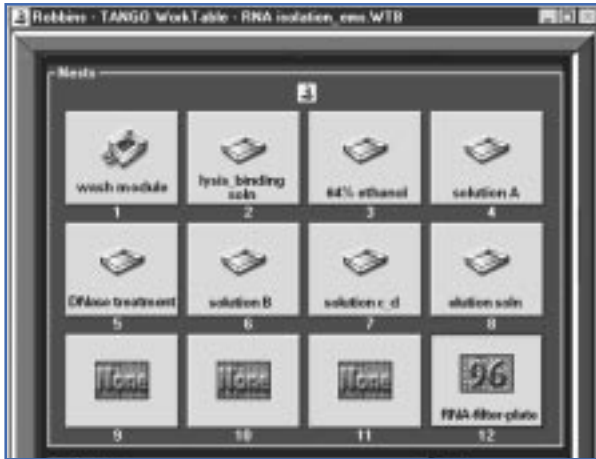 Robbins - TANGO WorkTable - RNA isolation_ems.WTB
Nests
wash module
1
lysis_binding
soln
2
64% ethanol
3
solution A
4
DNase treatment
5
solution B
6
solution c_d
7
elution soln
8
None
9
None
10
None
11
96
RNA-filter-plate
12